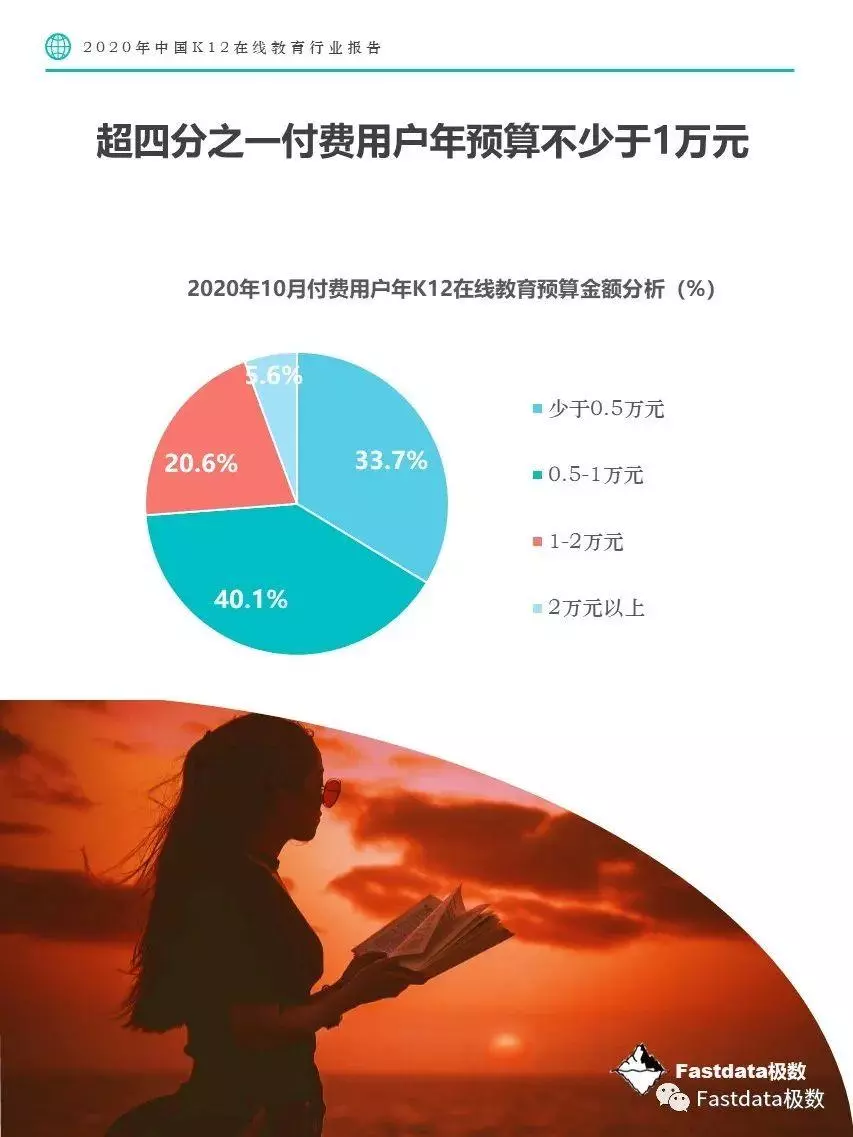 2020年中国K12在线教育行业报告
超四分之一付费用户年预算不少于1万元
2020年10月付费用户年K12在线教育预算金额分析（%）
5.6%
33.7%
20.6%
40.1%
少于0.5万元
0.5-1万元
1-2万元
2万元以上
Fastdata极数
Fastdata极数